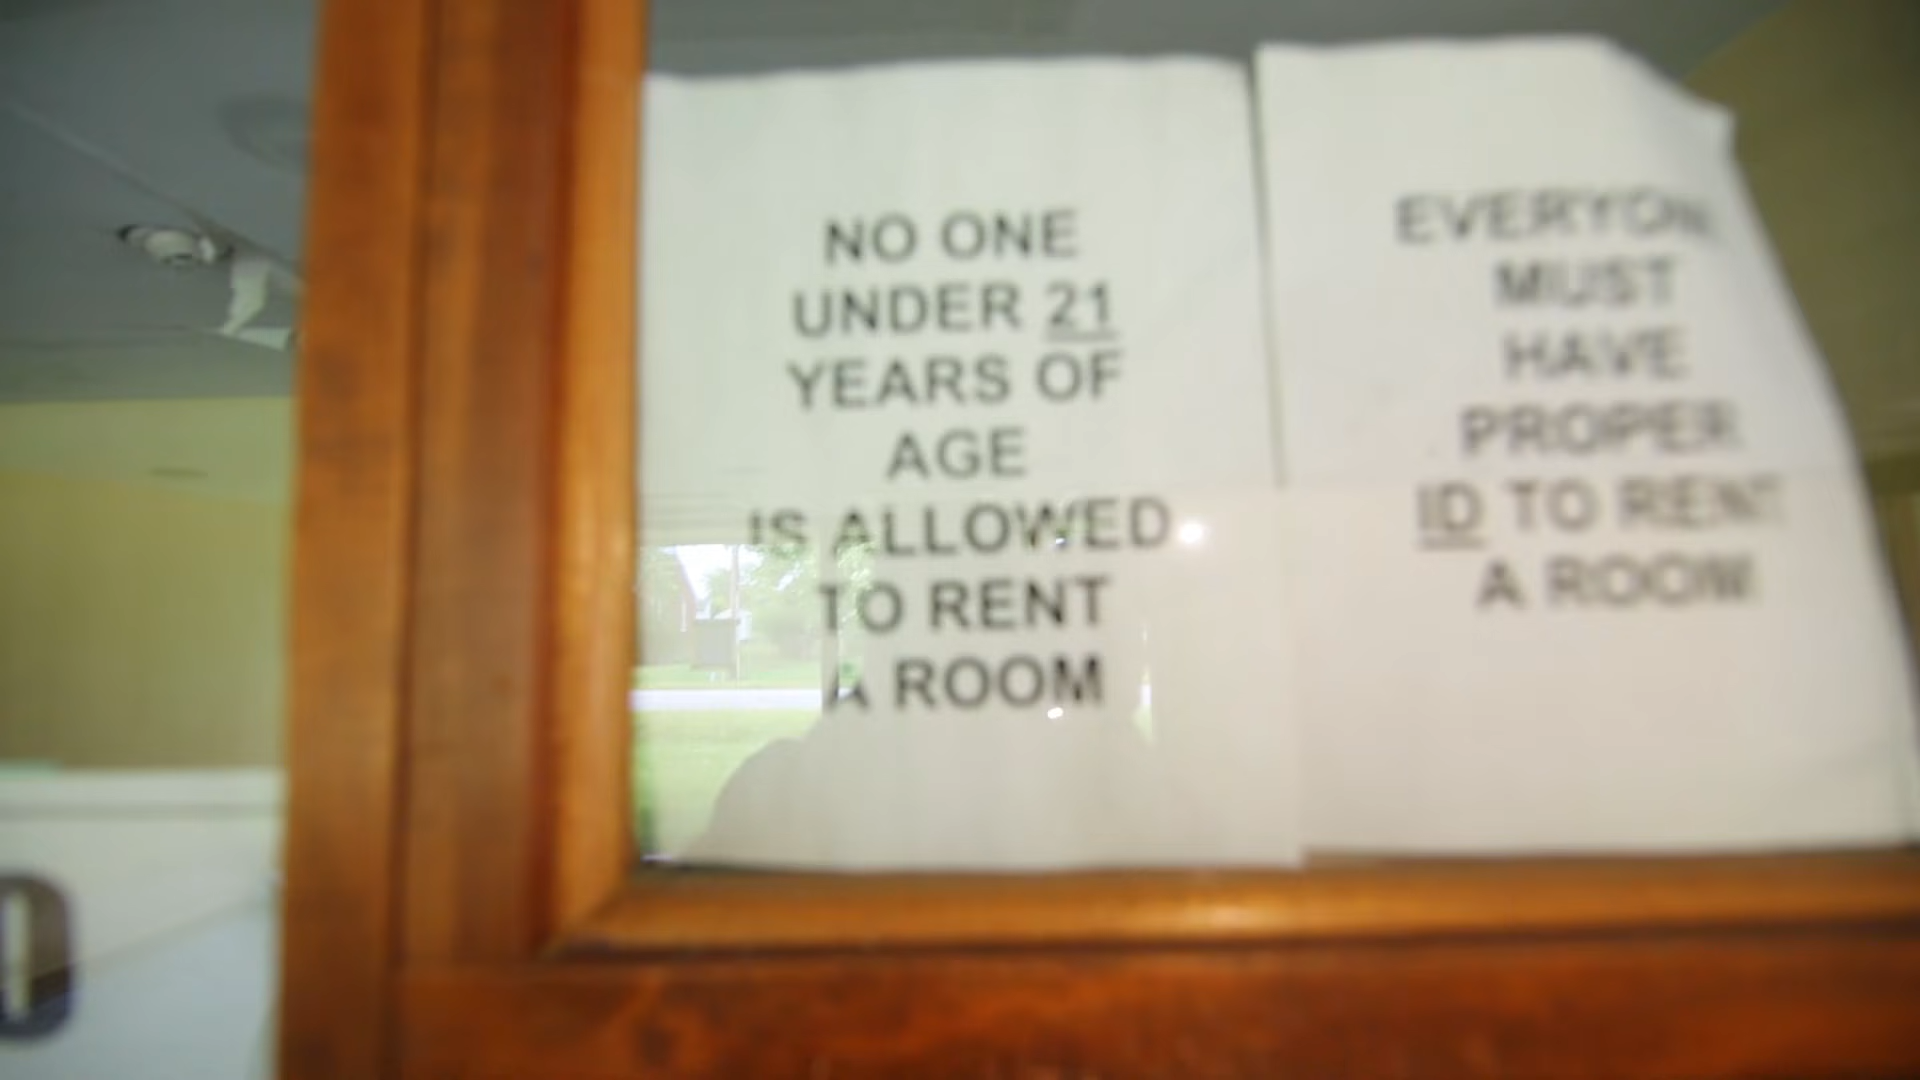 NO ONE
UNDER 21
YEARS OF
AGE
IS ALLOWED
TO RENT
A ROOM
EVERYON
MUST
HAVE
PROPER
ID TO RENT
A ROOM